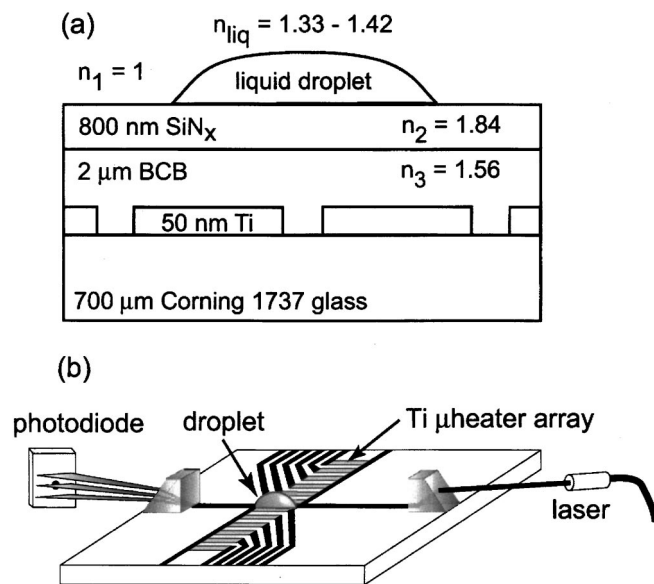 (a)
n_liq = 1.33 - 1.42
n_1 = 1
liquid droplet
800 nm SiN_x n_2 = 1.84
2 μm BCB n_3 = 1.56
50 nm Ti
700 μm Corning 1737 glass
(b)
photodiode
droplet
Ti μheater array
laser